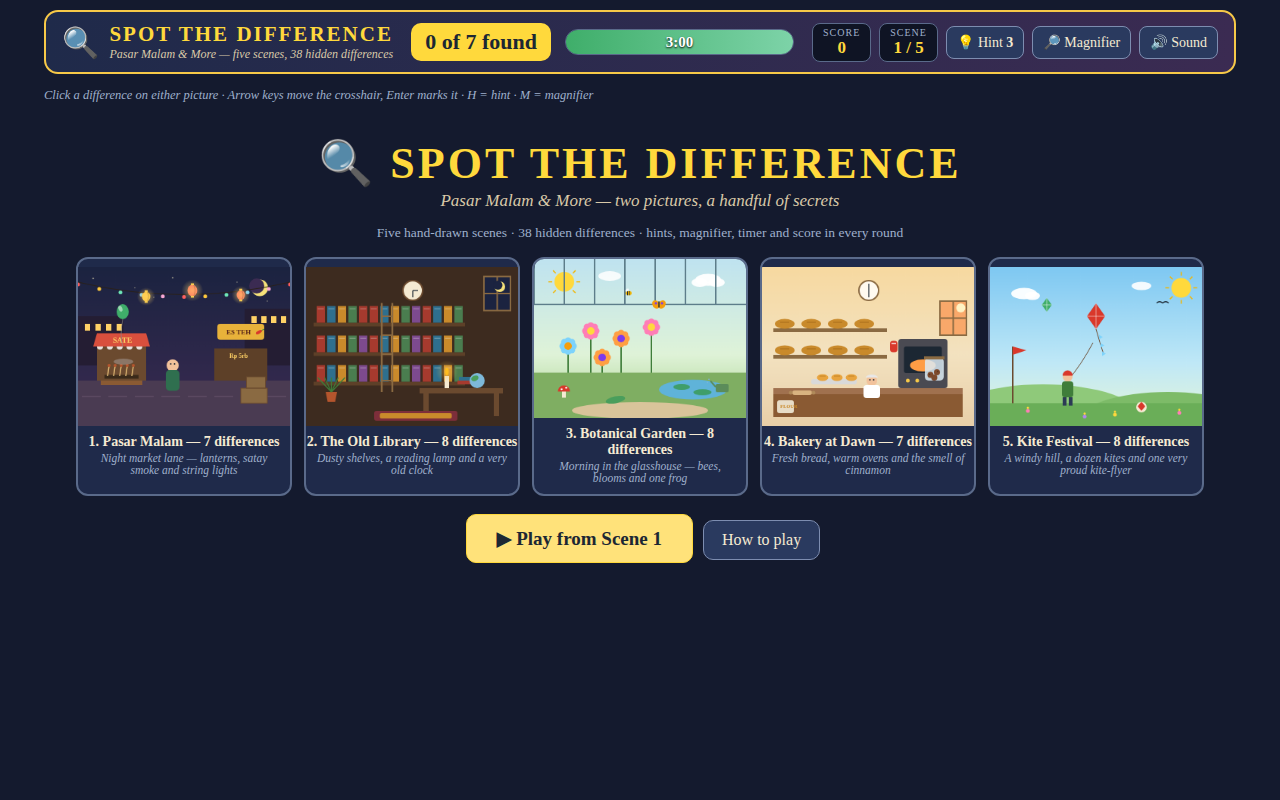 SPOT THE DIFFERENCE
Pasar Malam & More — five scenes, 38 hidden differences
0 of 7 found
3:00
SCORE
0
SCENE
1 / 5
Hint 3
Magnifier
Sound
Click a difference on either picture · Arrow keys move the crosshair, Enter marks it · H = hint · M = magnifier
SPOT THE DIFFERENCE
Pasar Malam & More — two pictures, a handful of secrets
Five hand-drawn scenes · 38 hidden differences · hints, magnifier, timer and score in every round
SATE
ES TEH
Rp 5rb
1. Pasar Malam — 7 differences
Night market lane — lanterns, satay
smoke and string lights
2. The Old Library — 8 differences
Dusty shelves, a reading lamp and a very
old clock
3. Botanical Garden — 8
differences
Morning in the glasshouse — bees,
blooms and one frog
4. Bakery at Dawn — 7 differences
Fresh bread, warm ovens and the smell of
cinnamon
5. Kite Festival — 8 differences
A windy hill, a dozen kites and one very
proud kite-flyer
▶ Play from Scene 1
How to play